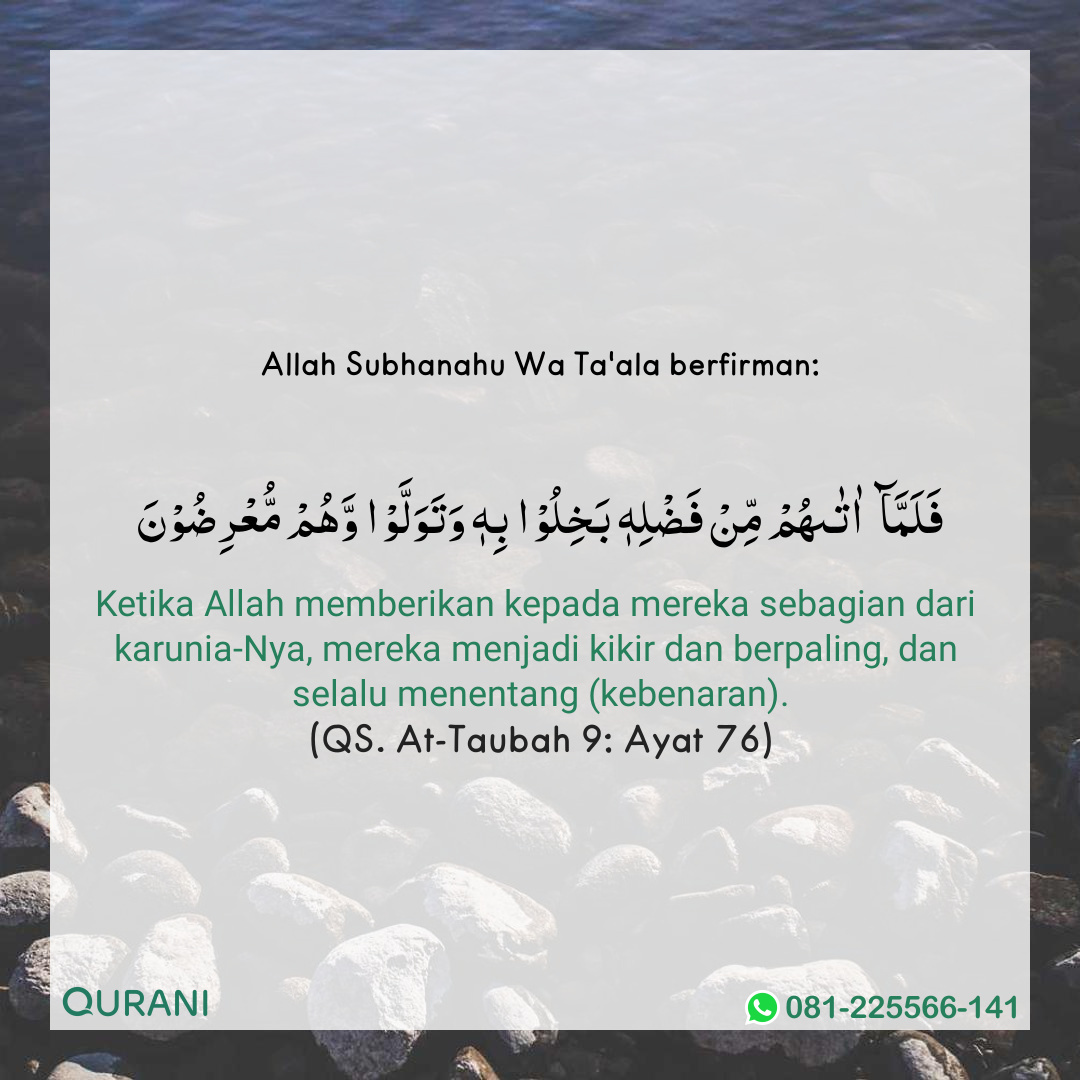 Allah Subhanahu Wa Ta'ala berfirman:
فَلَمَّاۤ اٰتٰٮهُمْ مِّنْ فَضْلِهٖ بَخِلُوْا بِهٖ وَتَوَلَّوْا وَّهُمْ مُّعْرِضُوْنَ
Ketika Allah memberikan kepada mereka sebagian dari
karunia-Nya, mereka menjadi kikir dan berpaling, dan
selalu menentang (kebenaran).
(QS. At-Taubah 9: Ayat 76)
QURANI
081-225566-141